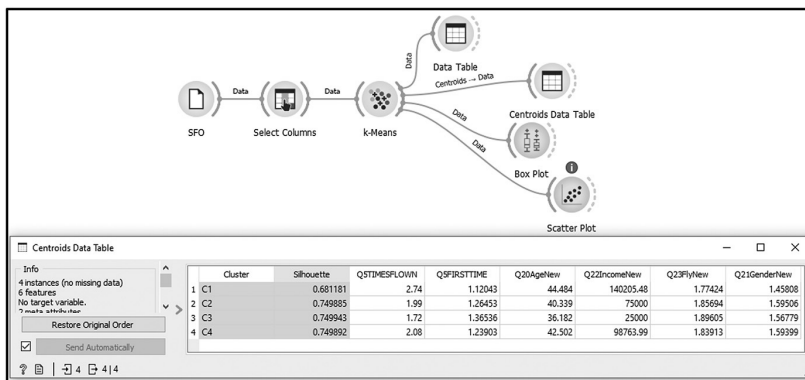 Data Table
Data
Centroids → Data
Data
Data
Data
Data
SFO
Select Columns
k-Means
Centroids Data Table
Box Plot
Scatter Plot
Centroids Data Table
Info
4 instances (no missing data)
6 features
No target variable.
2 meta attributes
Restore Original Order
Send Automatically
4 4|4
Cluster Silhouette Q5TIMESFLOWN Q5FIRSTTIME Q20AgeNew Q22IncomeNew Q23FlyNew Q21GenderNew
1 C1 0.681181 2.74 1.12043 44.484 140205.48 1.77424 1.45808
2 C2 0.749885 1.99 1.26453 40.339 75000 1.85694 1.59506
3 C3 0.749943 1.72 1.36536 36.182 25000 1.89605 1.56779
4 C4 0.749892 2.08 1.23903 42.502 98763.99 1.83913 1.59399